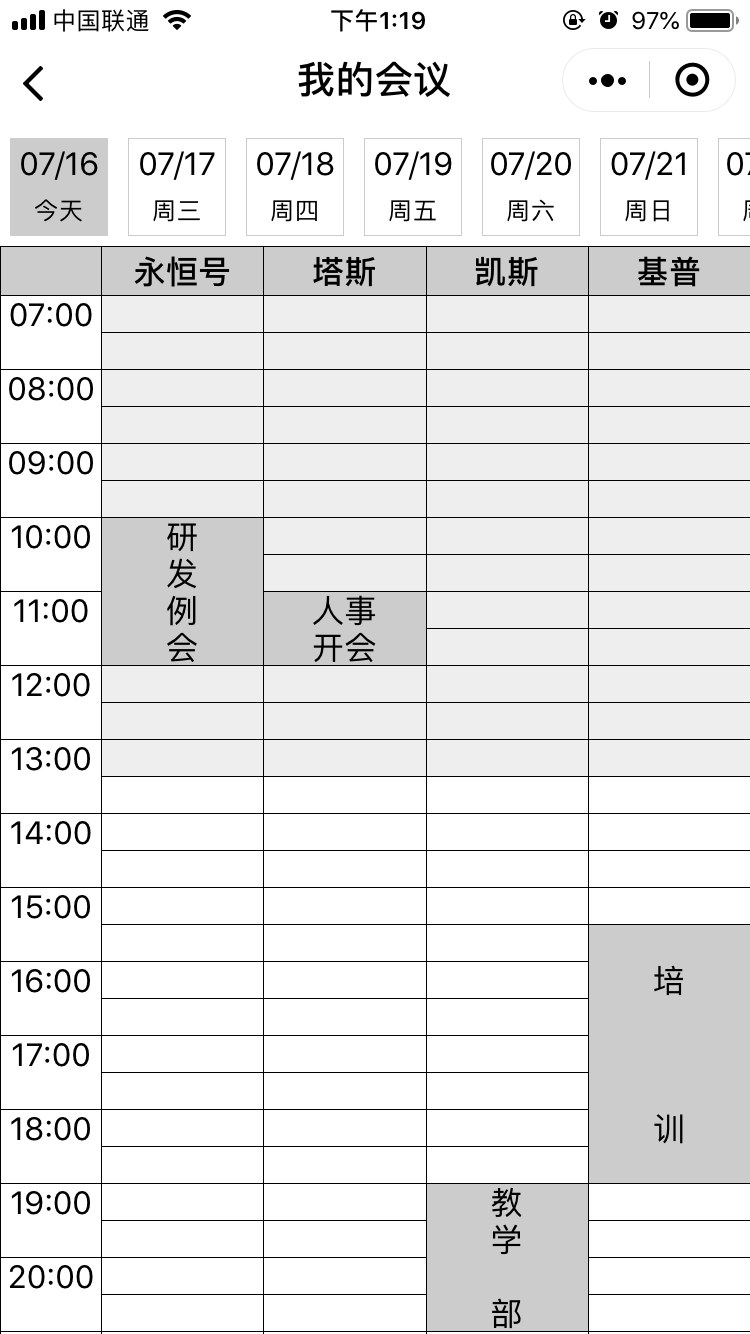 中国联通 下午1:19 97%
我的会议
07/16 07/17 07/18 07/19 07/20 07/21
今天 周三 周四 周五 周六 周日
永恒号 塔斯 凯斯 基普
07:00
08:00
09:00
10:00
研
发
11:00
例
会
人事
开会
12:00
13:00
14:00
15:00
16:00
培
17:00
18:00
训
19:00
教
学
20:00
部